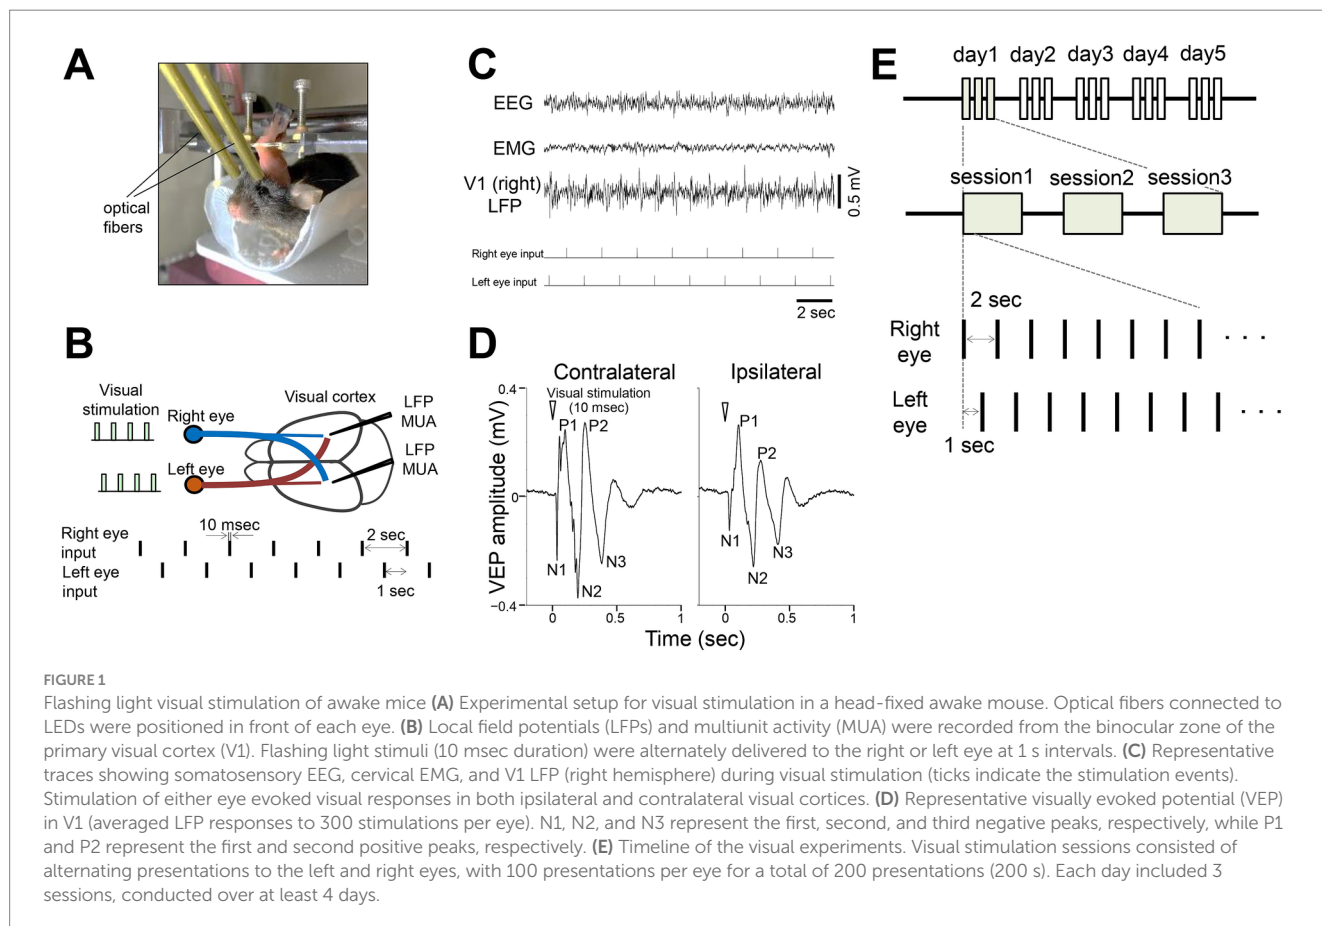 A
optical
fibers
B
Visual
stimulation
Right eye
Left eye
Visual cortex
LFP
MUA
LFP
MUA
Right eye
input
10 msec
2 sec
Left eye
input
1 sec
C
EEG
EMG
V1 (right)
LFP
0.5 mV
Right eye input
Left eye input
2 sec
D
Contralateral
Ipsilateral
Visual stimulation
(10 msec)
VEP amplitude (mV)
0.4
0
−0.4
P1
P2
N1
N2
N3
P1
P2
N1
N2
N3
0
0.5
1
0
0.5
1
Time (sec)
E
day1 day2 day3 day4 day5
session1 session2 session3
2 sec
Right
eye
. . .
Left
eye
. . .
1 sec
FIGURE 1
Flashing light visual stimulation of awake mice (A) Experimental setup for visual stimulation in a head-fixed awake mouse. Optical fibers connected to
LEDs were positioned in front of each eye. (B) Local field potentials (LFPs) and multiunit activity (MUA) were recorded from the binocular zone of the
primary visual cortex (V1). Flashing light stimuli (10 msec duration) were alternately delivered to the right or left eye at 1 s intervals. (C) Representative
traces showing somatosensory EEG, cervical EMG, and V1 LFP (right hemisphere) during visual stimulation (ticks indicate the stimulation events).
Stimulation of either eye evoked visual responses in both ipsilateral and contralateral visual cortices. (D) Representative visually evoked potential (VEP)
in V1 (averaged LFP responses to 300 stimulations per eye). N1, N2, and N3 represent the first, second, and third negative peaks, respectively, while P1
and P2 represent the first and second positive peaks, respectively. (E) Timeline of the visual experiments. Visual stimulation sessions consisted of
alternating presentations to the left and right eyes, with 100 presentations per eye for a total of 200 presentations (200 s). Each day included 3
sessions, conducted over at least 4 days.